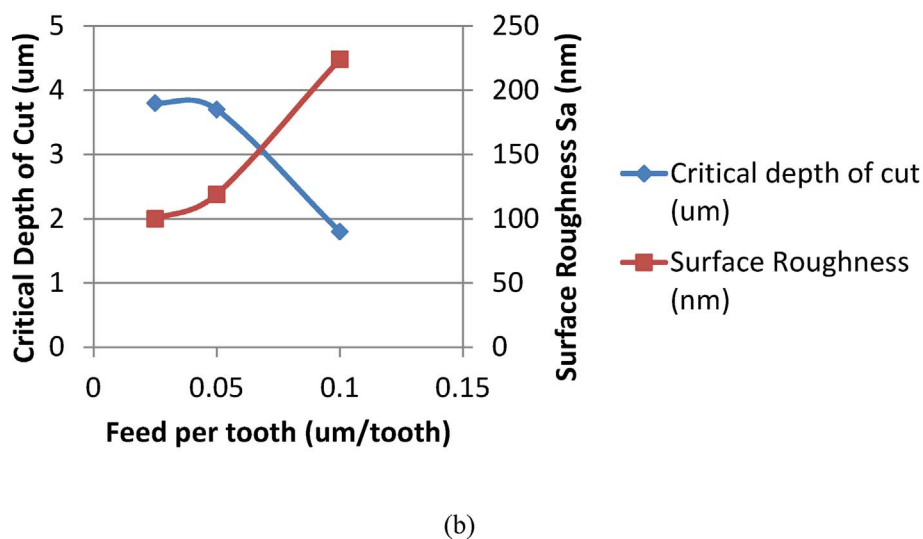 Critical Depth of Cut (um)
5
4
3
2
1
0
0
0.05
0.1
0.15
Feed per tooth (um/tooth)
250
200
150
100
50
0
Surface Roughness Sa (nm)
Critical depth of cut
(um)
Surface Roughness
(nm)
(b)